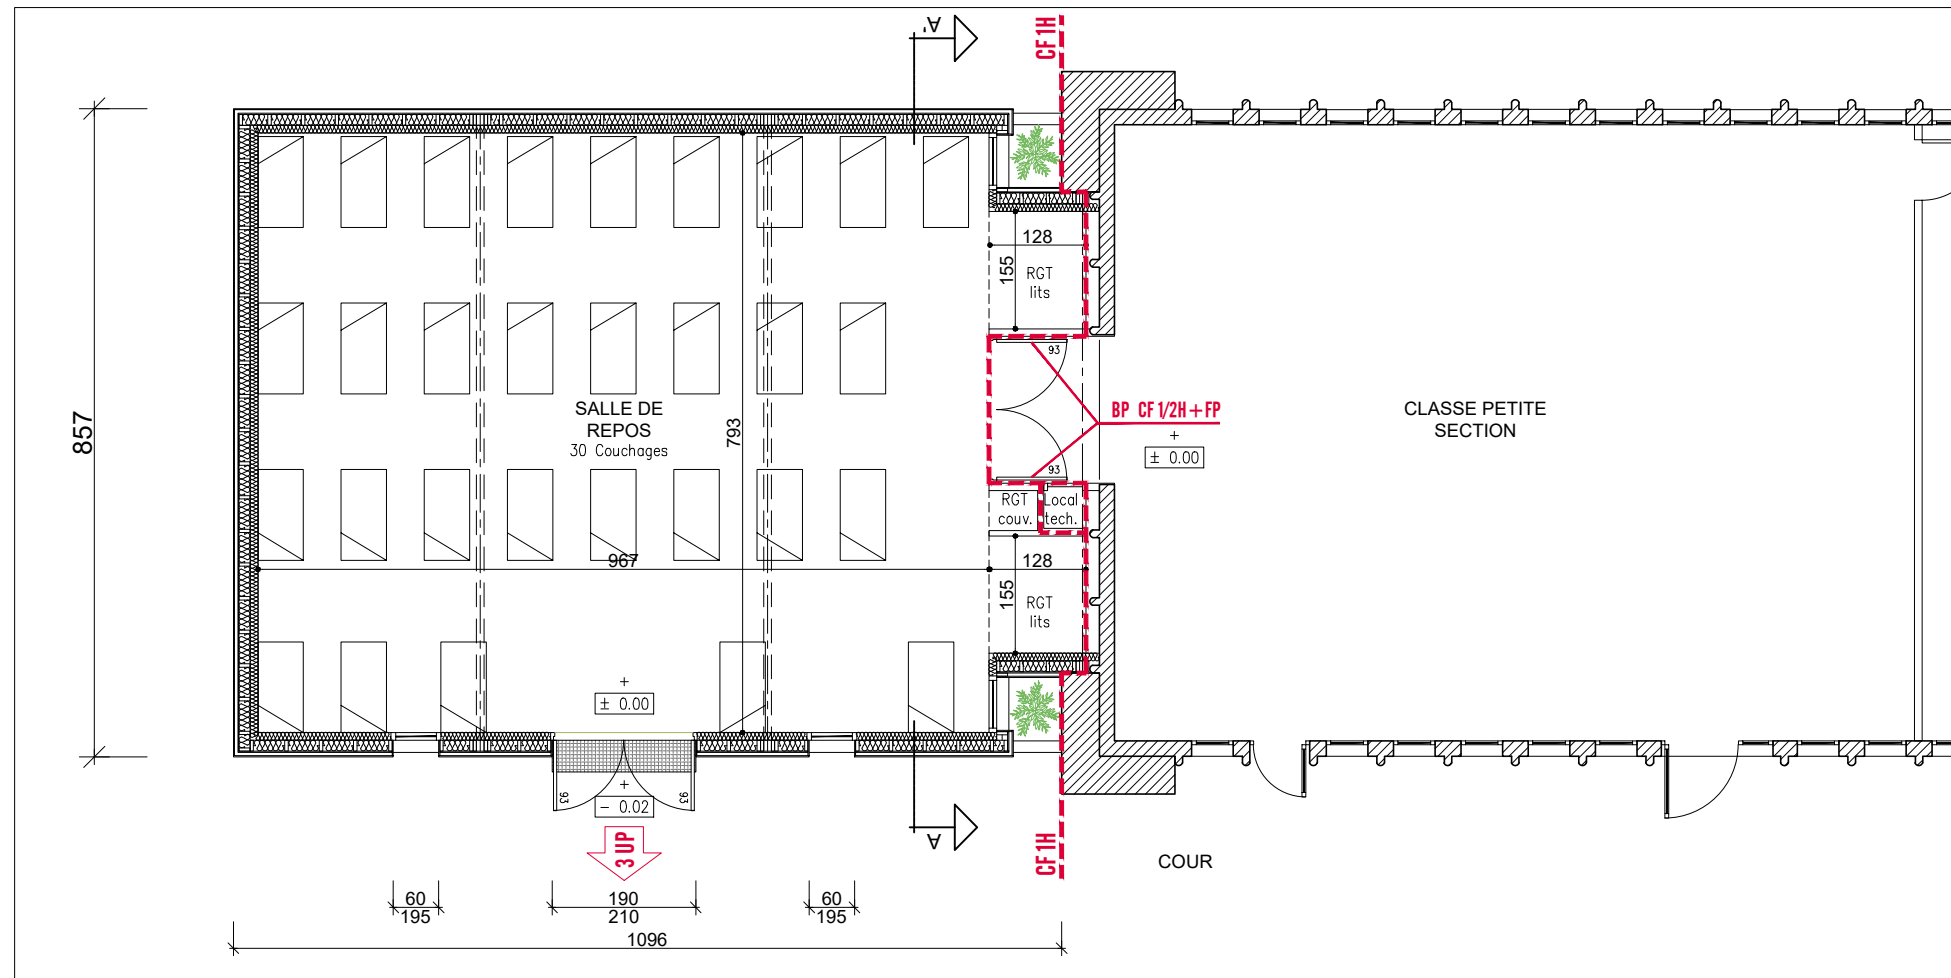 A'
CF 1H
857
128
155
RGT
lits
93
SALLE DE
REPOS
30 Couchages
793
BP CF 1/2H+FP
+
± 0.00
CLASSE PETITE
SECTION
93
RGT
couv.
Local
tech.
967
128
155
RGT
lits
+
± 0.00
93
+
- 0.02
93
3 UP
A
CF 1H
COUR
60
195
190
210
60
195
1096